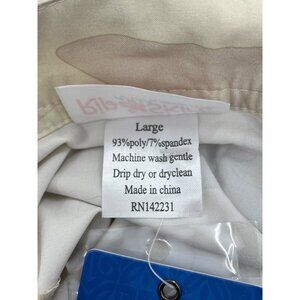 Large
93%poly/7%spandex
Machine wash gentle
Drip dry or dryclean
Made in china
RN142231